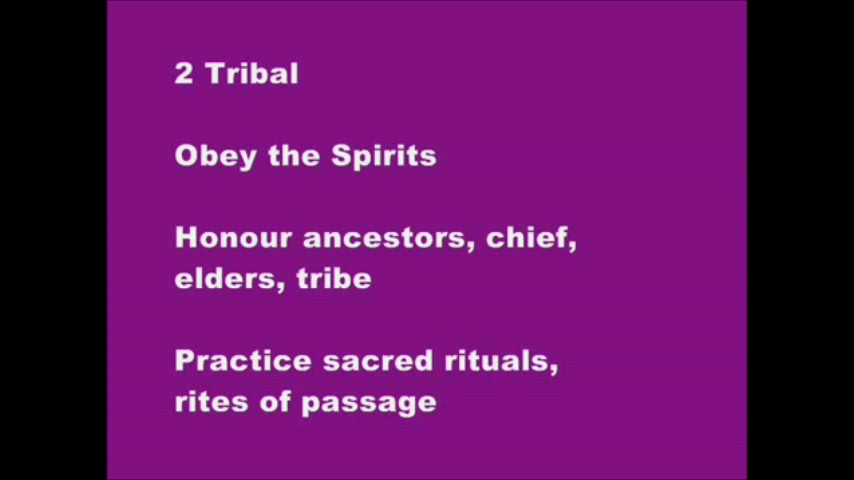 2 Tribal
Obey the Spirits
Honour ancestors, chief,
elders, tribe
Practice sacred rituals,
rites of passage